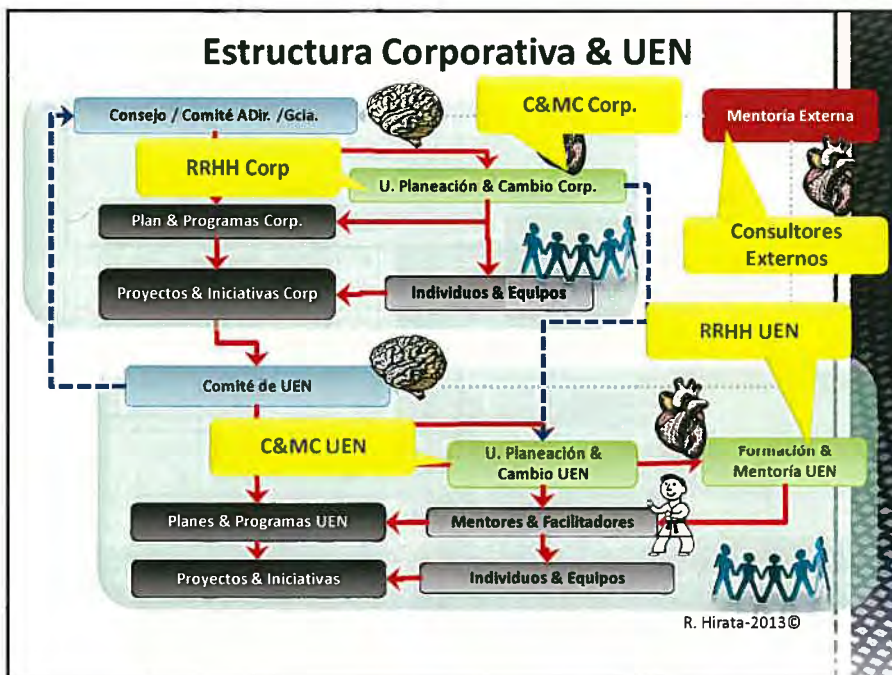 Estructura Corporativa & UEN
Consejo / Comité ADir. /Gcia.
C&MC Corp.
Mentoría Externa
RRHH Corp
U. Planeación & Cambio Corp.
Plan & Programas Corp.
Consultores
Externos
Proyectos & Iniciativas Corp
Individuos & Equipos
RRHH UEN
Comité de UEN
C&MC UEN
U. Planeación &
Cambio UEN
Formación &
Mentoría UEN
Planes & Programas UEN
Mentores & Facilitadores
Proyectos & Iniciativas
Individuos & Equipos
R. Hirata-2013©